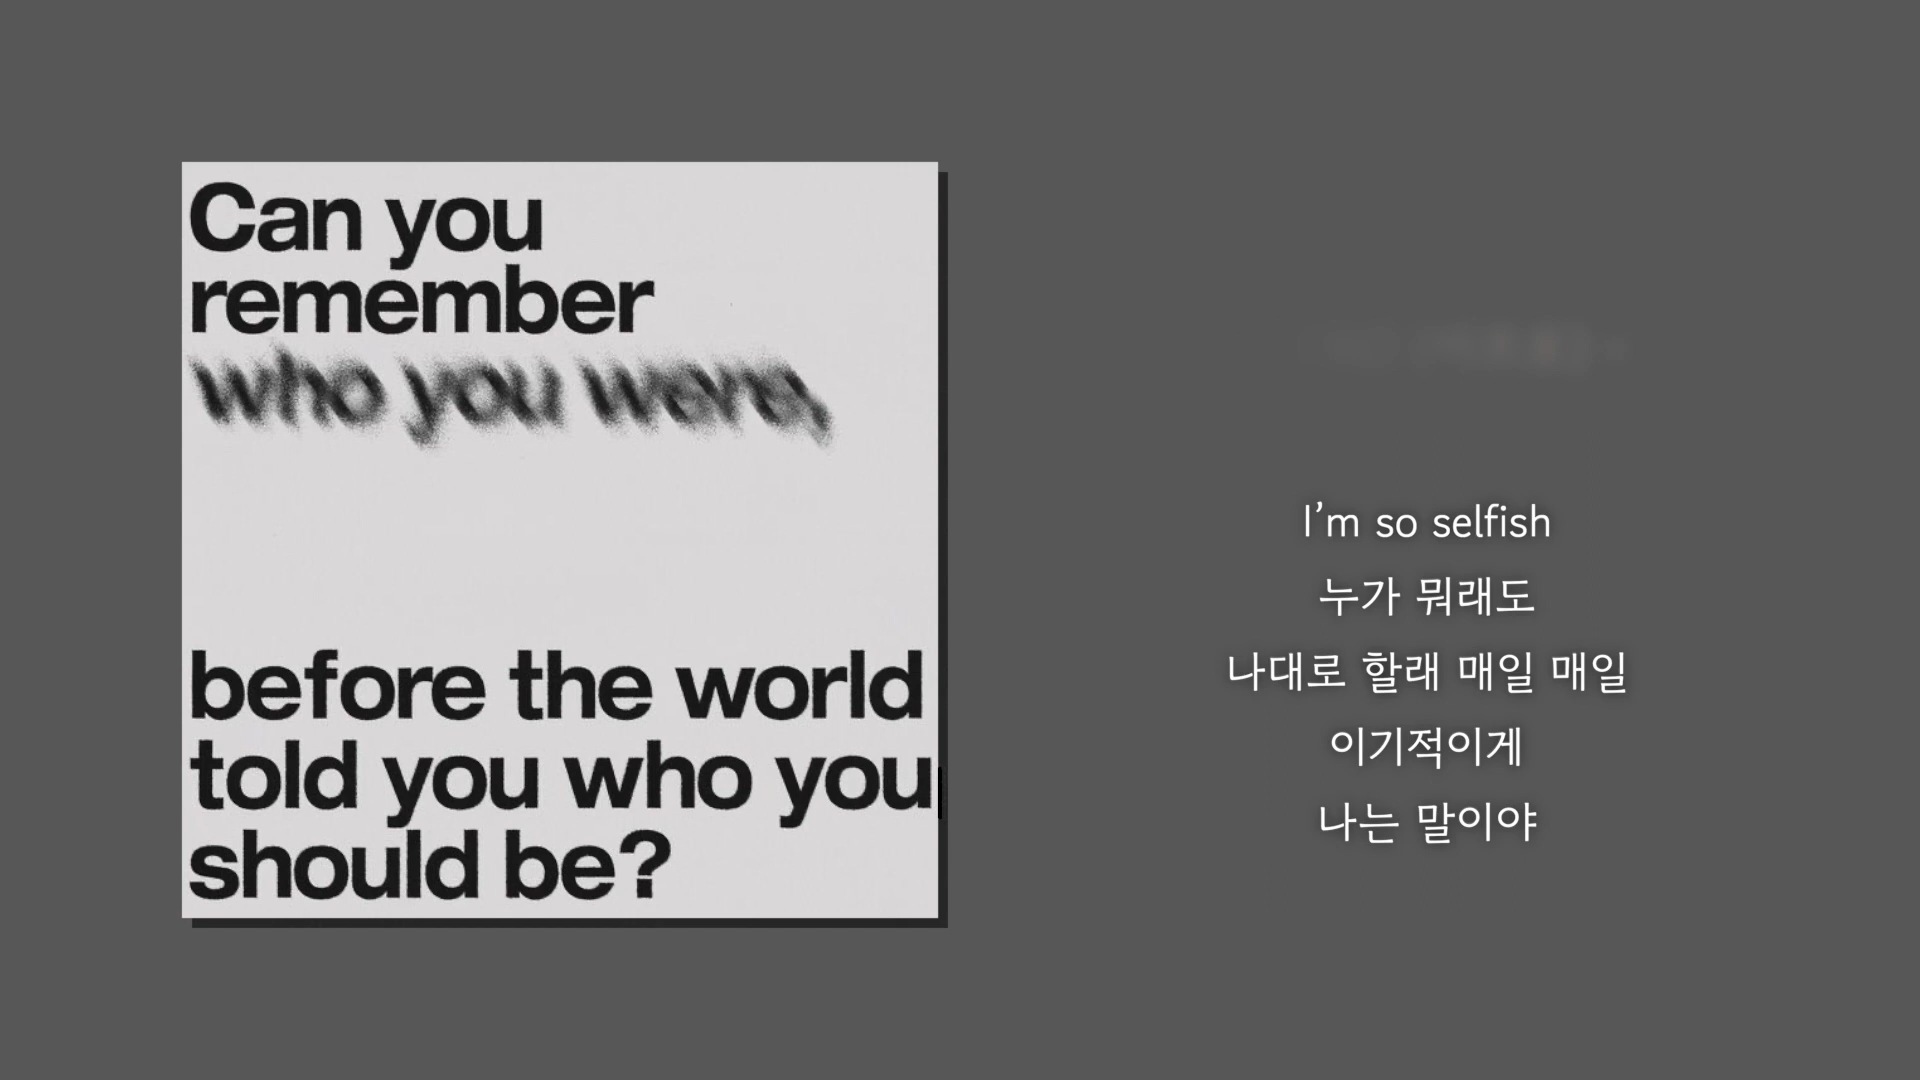 Can you
remember
who you were,
before the world
told you who you
should be?
I’m so selfish
누가 뭐래도
나대로 할래 매일 매일
이기적이게
나는 말이야